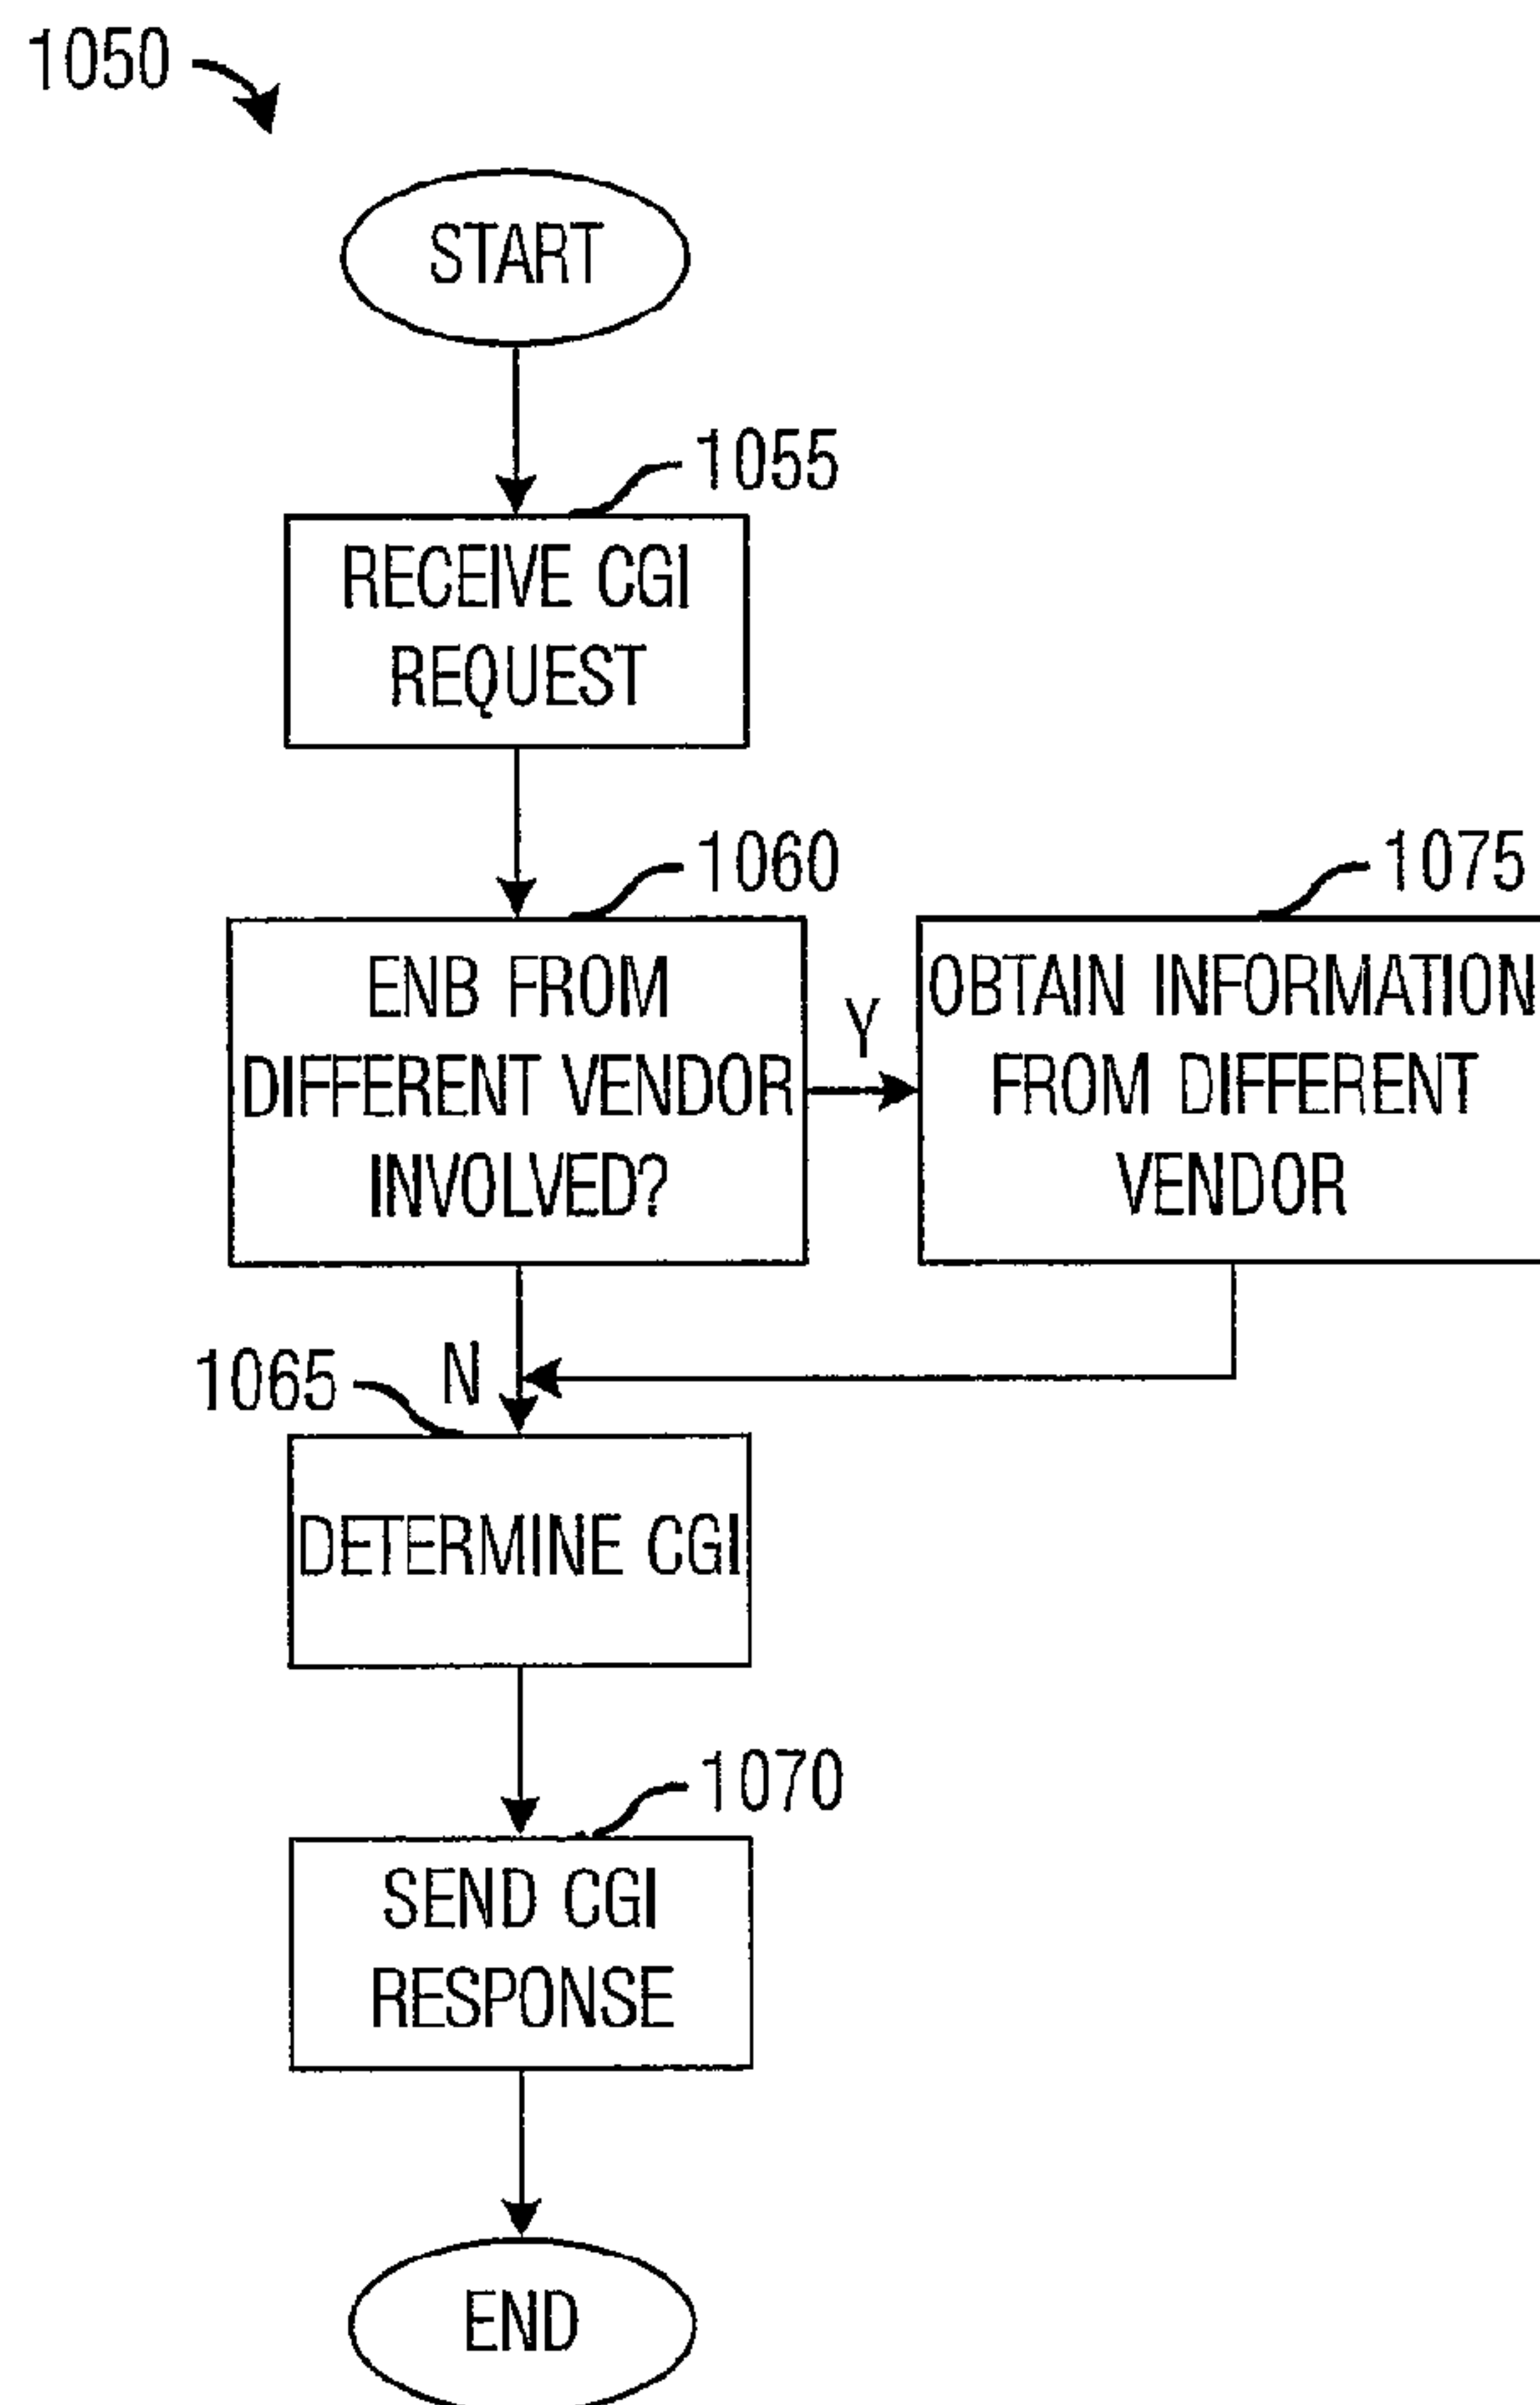 1050
START
1055
RECEIVE CGI
REQUEST
1060
ENB FROM
DIFFERENT VENDOR
INVOLVED?
Y
1075
OBTAIN INFORMATION
FROM DIFFERENT
VENDOR
N
1065
DETERMINE CGI
1070
SEND CGI
RESPONSE
END